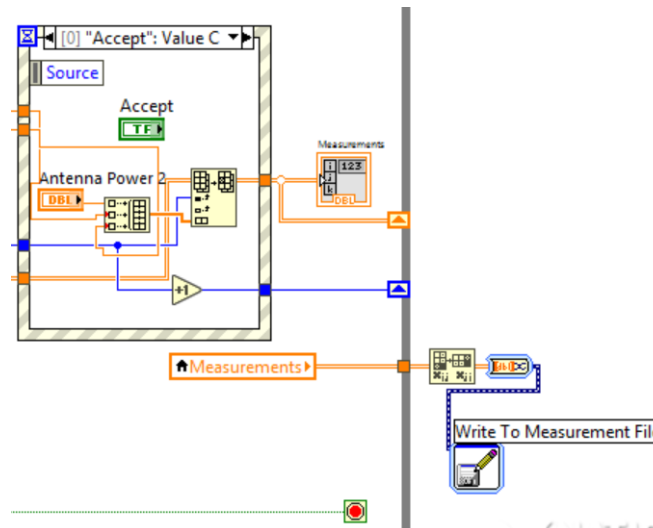 [0] "Accept": Value C
Source
Accept
TF
Measurements
123
i
j
k
DBL
Antenna Power 2
DBL
+1
Measurements
Write To Measurement Fil